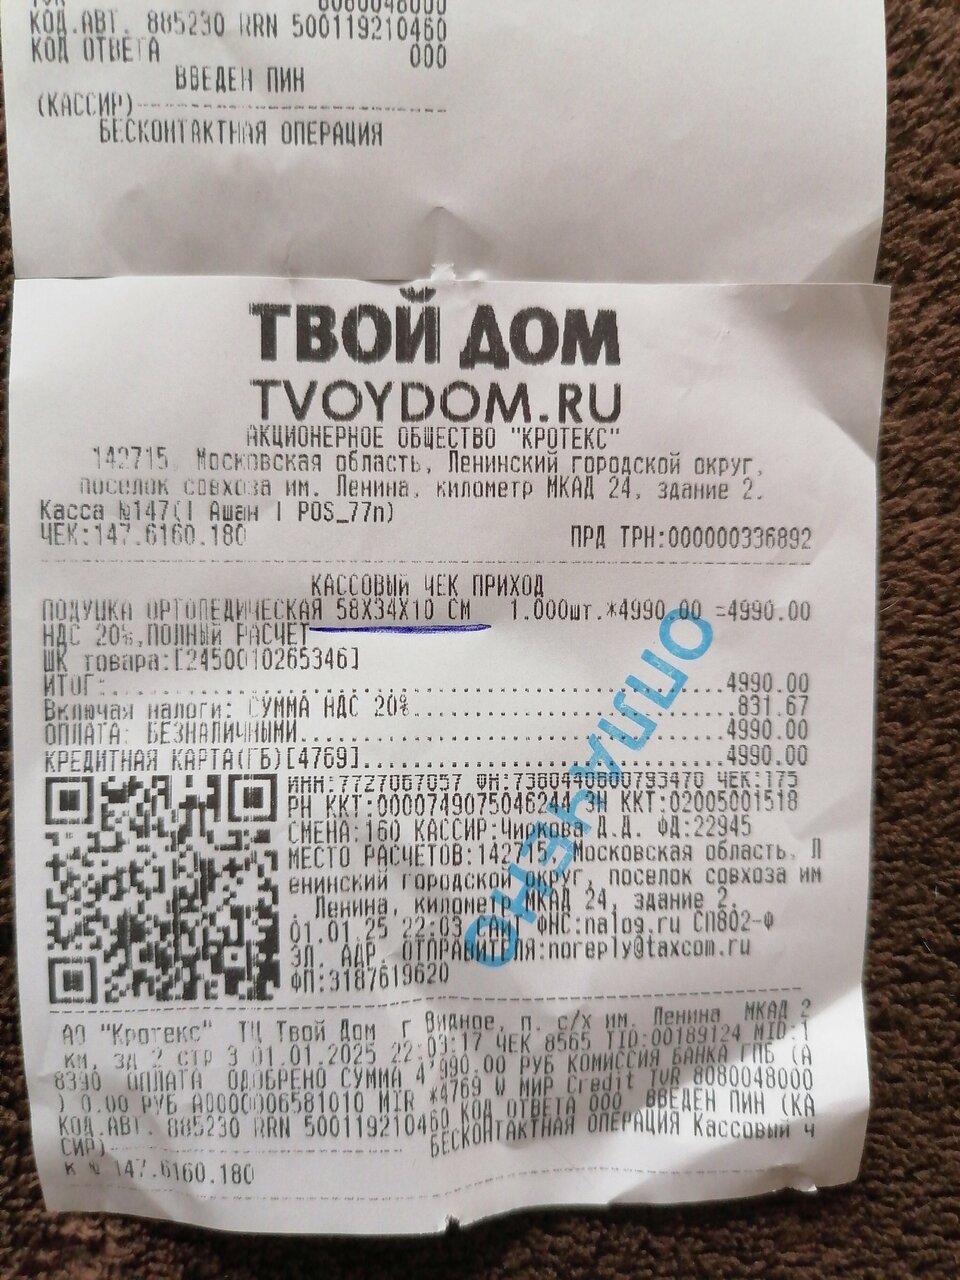 8080048000
КОД.АВТ. 885230 RRN 500119210460
КОД ОТВЕТА 000
ВВЕДЕН ПИН
(КАССИР)
БЕСКОНТАКТНАЯ ОПЕРАЦИЯ
ТВОЙ ДОМ
TVOYDOM.RU
АКЦИОНЕРНОЕ ОБЩЕСТВО "КРОТЕКС"
142715, Московская область, Ленинский городской округ,
поселок совхоза им. Ленина, километр МКАД 24, здание 2.
Касса №147(1 Ашан 1 POS_77п)
ЧЕК:147.6160.180 ПРД ТРН:000000336892
КАССОВЫЙ ЧЕК ПРИХОД
ПОДУШКА ОРТОПЕДИЧЕСКАЯ 58Х34Х10 СМ 1.000шт.*4990.00 =4990.00
НДС 20%,ПОЛНЫЙ РАСЧЕТ
ШК товара:[2450010265346]
ИТОГ:4990.00
Включая налоги: СУММА НДС 20%831.67
ОПЛАТА: БЕЗНАЛИЧНЫМИ4990.00
КРЕДИТНАЯ КАРТА(ГБ)[4769]4990.00
ОПЛАЧЕНО
ИНН:7727067057 ФН:7380440800793470 ЧЕК:175
РН ККТ:0000749075046244 ЗН ККТ:02005001518
СМЕНА:160 КАССИР:Чиркова Д.Д. ФД:22945
МЕСТО РАСЧЕТОВ:142715, Московская область, Л
енинский городской округ, поселок совхоза им
. Ленина, километр МКАД 24, здание 2.
01.01.25 22:03 САЙТ ФНС:nalog.ru СП802-Ф
ЭЛ. АДР. ОТПРАВИТЕЛЯ:noreply@taxcom.ru
ФП:3187619620
АО "Кротекс" ТЦ Твой Дом г Видное, п. с/х им. Ленина МКАД 2
км, зд 2 стр 3 01.01.2025 22:03:17 ЧЕК 8565 TID:00189124 MID:1
8390 ОПЛАТА ОДОБРЕНО СУММА 4'990.00 РУБ КОМИССИЯ БАНКА ГПБ (А
) 0.00 РУБ A0000006581010 MIR *4769 W МИР Credit TVR 8080048000
КОД.АВТ. 885230 RRN 500119210460 КОД ОТВЕТА 000 ВВЕДЕН ПИН (КА
ССИР) БЕСКОНТАКТНАЯ ОПЕРАЦИЯ Кассовый ч
к № 147.6160.180